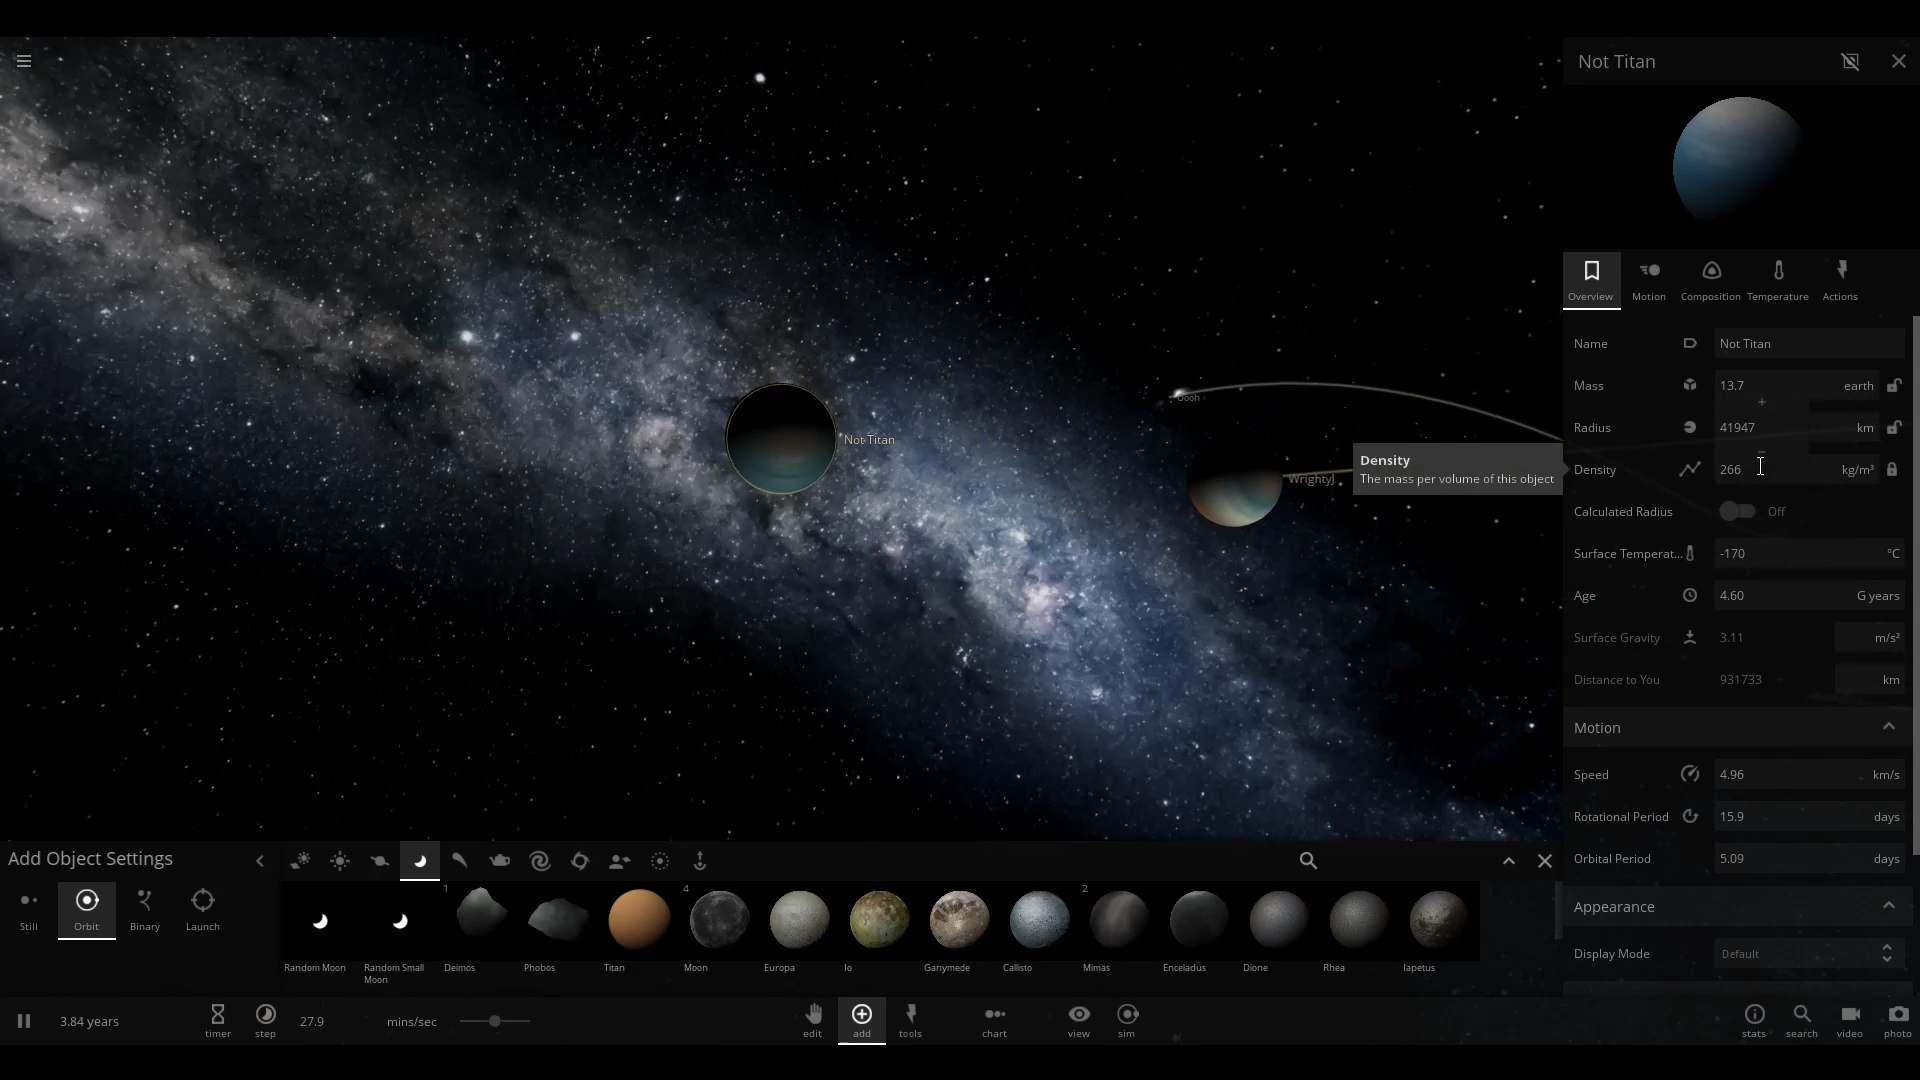 Not Titan
Overview
Motion
Composition
Temperature
Actions
Name
Not Titan
Mass
13.7
earth
+
Radius
41947
km
−
Density
266
kg/m³
Calculated Radius
Off
Surface Temperat...
-170
°C
Age
4.60
G years
Surface Gravity
3.11
m/s²
Distance to You
931733
km
Motion
Speed
4.96
km/s
Rotational Period
15.9
days
Orbital Period
5.09
days
Appearance
Display Mode
Default
Density
The mass per volume of this object
Not Titan
Oooh
Add Object Settings
Still
Orbit
Binary
Launch
1
4
2
Random Moon
Random Small
Moon
Deimos
Phobos
Titan
Moon
Europa
Io
Ganymede
Callisto
Mimas
Enceladus
Dione
Rhea
Iapetus
3.84 years
timer
step
27.9
mins/sec
edit
add
tools
chart
view
sim
stats
search
video
photo